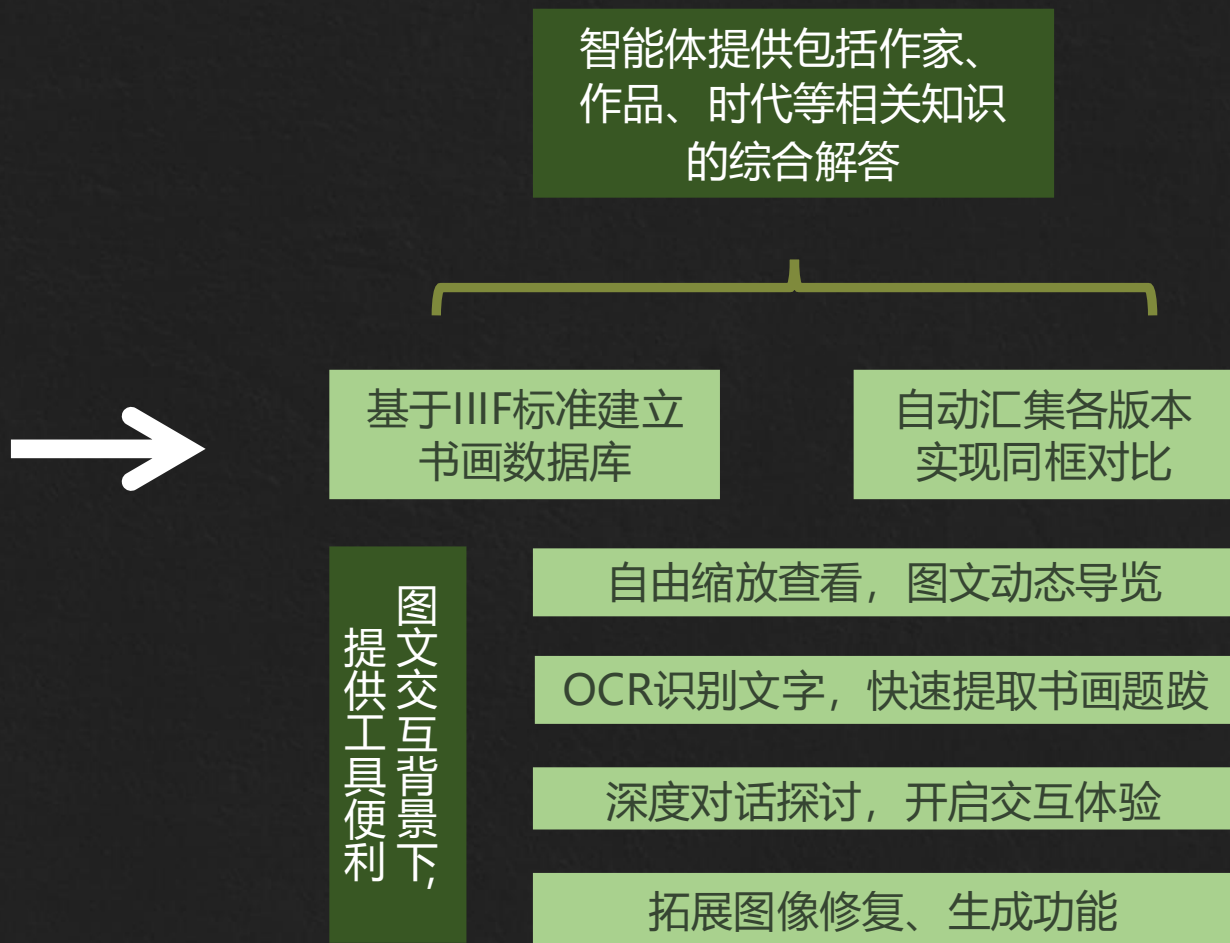 智能体提供包括作家、
作品、时代等相关知识
的综合解答
基于IIIF标准建立
书画数据库
自动汇集各版本
实现同框对比
图文交互背景下,
提供工具便利
自由缩放查看，图文动态导览
OCR识别文字，快速提取书画题跋
深度对话探讨，开启交互体验
拓展图像修复、生成功能